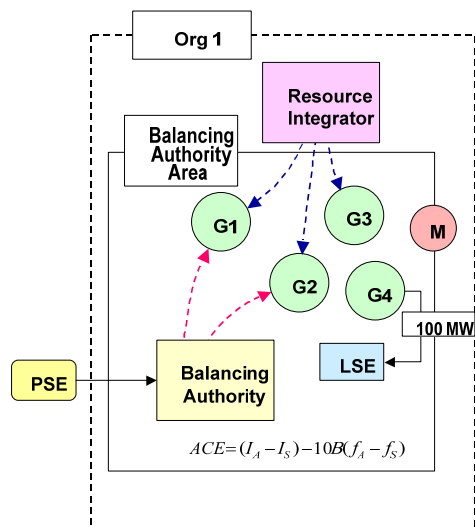 Org 1
Resource
Integrator
Balancing
Authority
Area
G1
G3
M
G2
G4
100 MW
PSE
Balancing
Authority
LSE
ACE=(I_A−I_S)−10B(f_A−f_S)